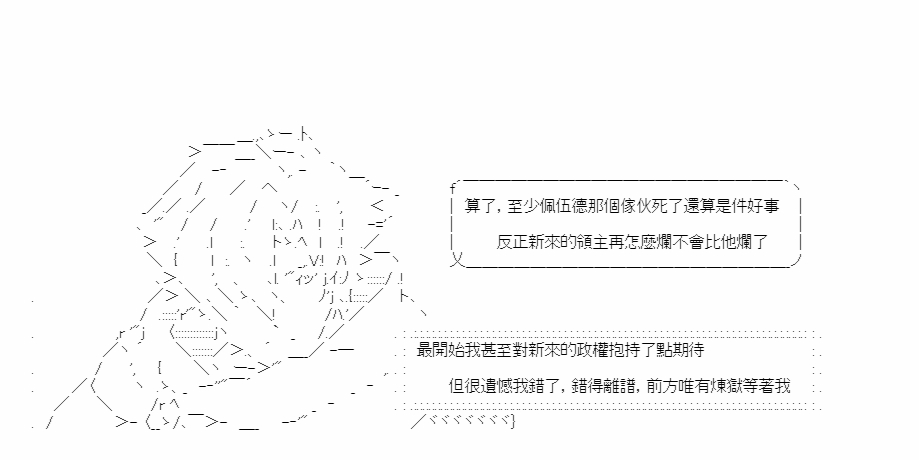 算了，至少佩伍德那個傢伙死了還算是件好事
反正新來的領主再怎麼爛不會比他爛了
最開始我甚至對新來的政權抱持了點期待
但很遺憾我錯了，錯得離譜，前方唯有煉獄等著我